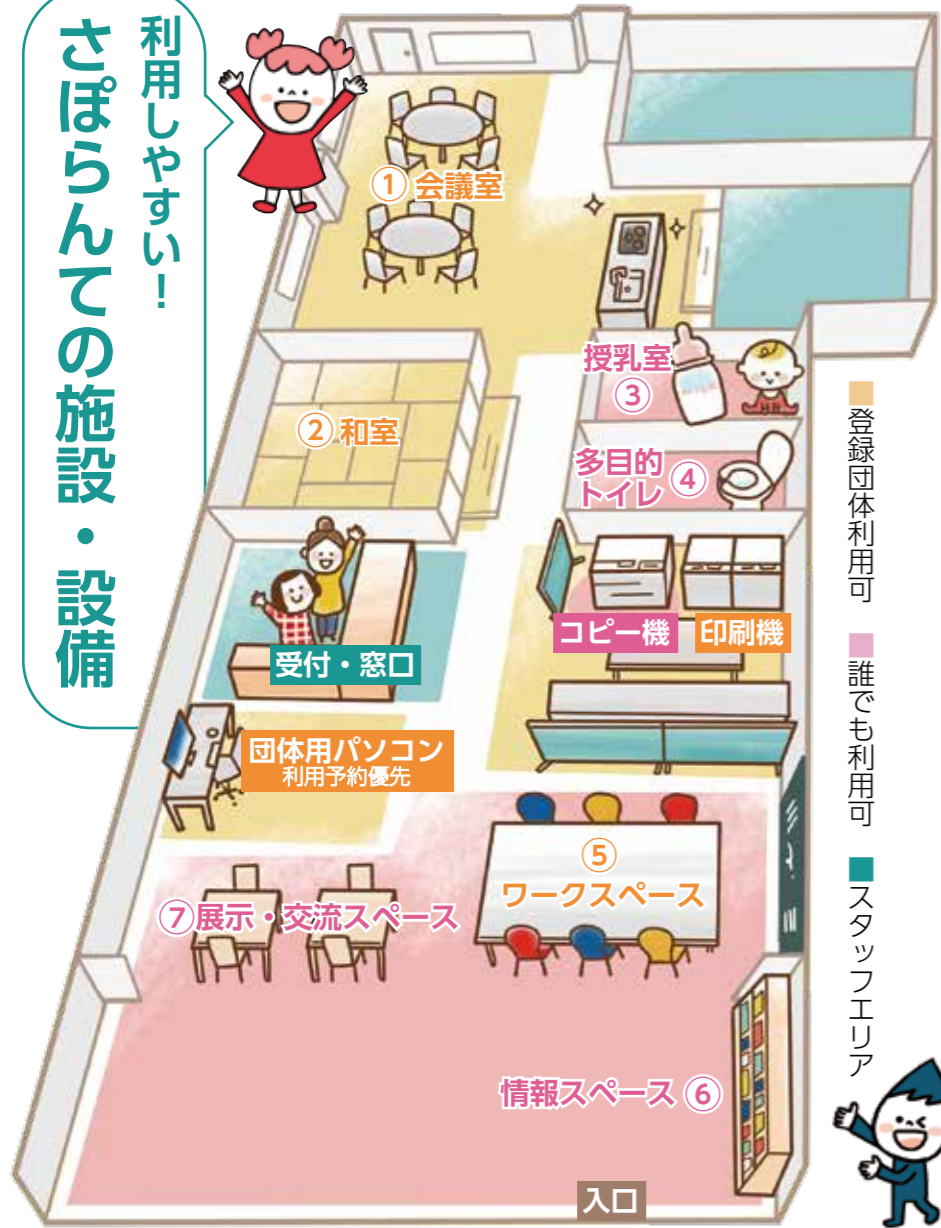 利用しやすい！
さぽらんての施設・設備
① 会議室
② 和室
授乳室
③
多目的
トイレ ④
コピー機
印刷機
受付・窓口
団体用パソコン
利用予約優先
⑤
ワークスペース
⑦展示・交流スペース
情報スペース ⑥
入口
■登録団体利用可
■誰でも利用可
■スタッフエリア